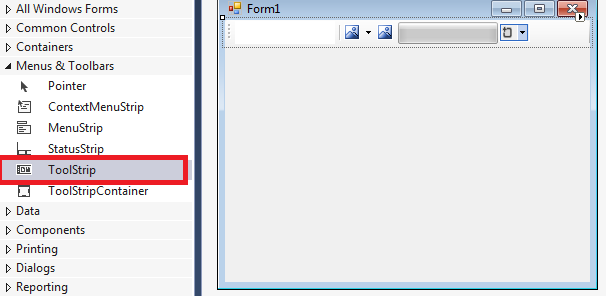 All Windows Forms
Common Controls
Containers
Menus & Toolbars
Pointer
ContextMenuStrip
MenuStrip
StatusStrip
ToolStrip
ToolStripContainer
Data
Components
Printing
Dialogs
Reporting
Form1